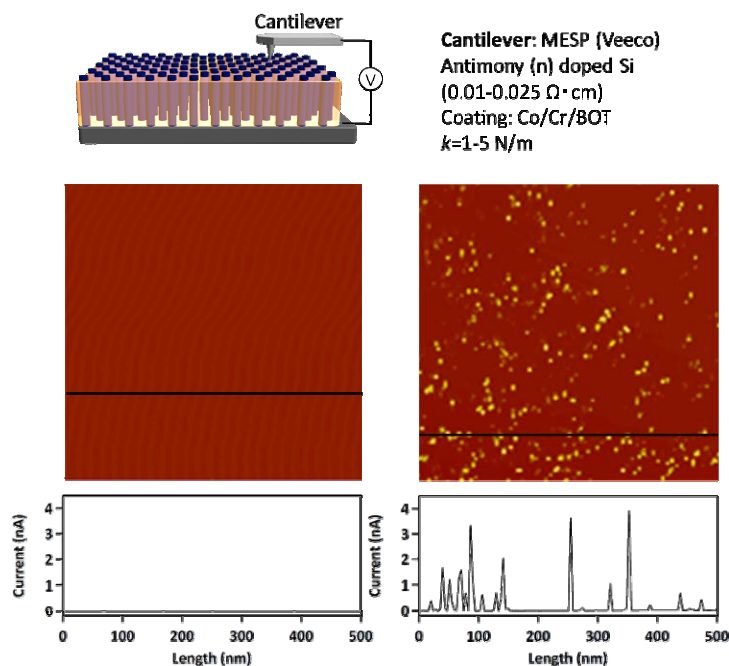 Cantilever
V
Cantilever: MESP (Veeco)
Antimony (n) doped Si
(0.01-0.025 Ω·cm)
Coating: Co/Cr/BOT
k=1-5 N/m
4
3
2
1
0
Current (nA)
0 100 200 300 400 500
Length (nm)
4
3
2
1
0
Current (nA)
0 100 200 300 400 500
Length (nm)